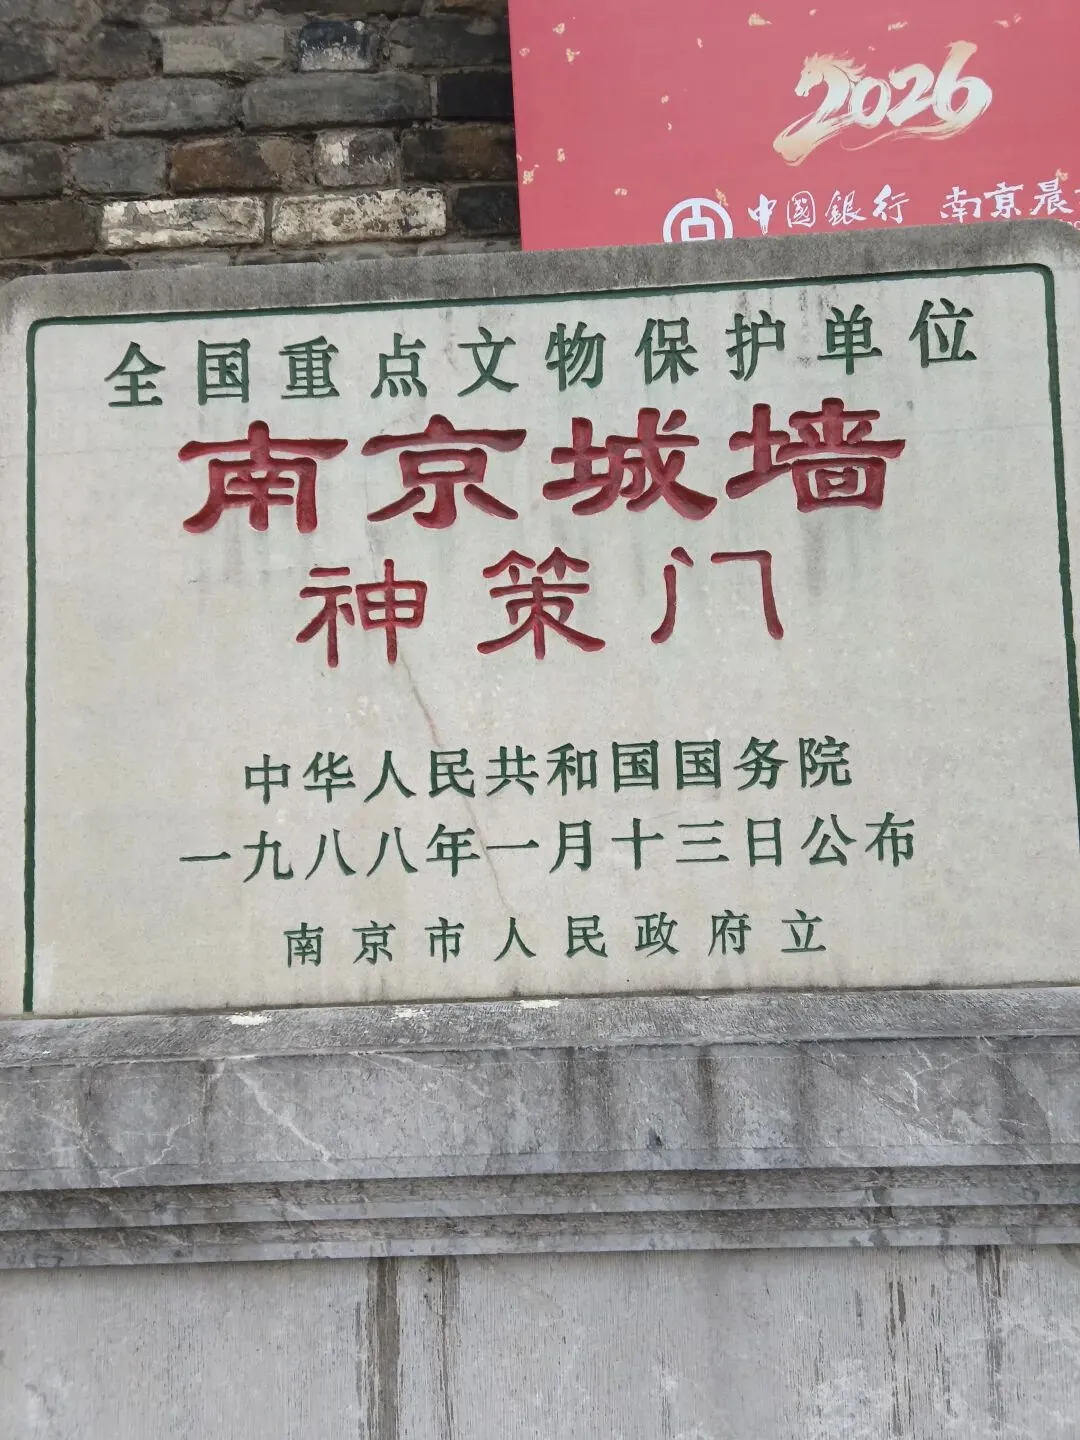 2026
中國銀行 南京晨
全国重点文物保护单位
南京城墙
神策门
中华人民共和国国务院
一九八八年一月十三日公布
南京市人民政府立